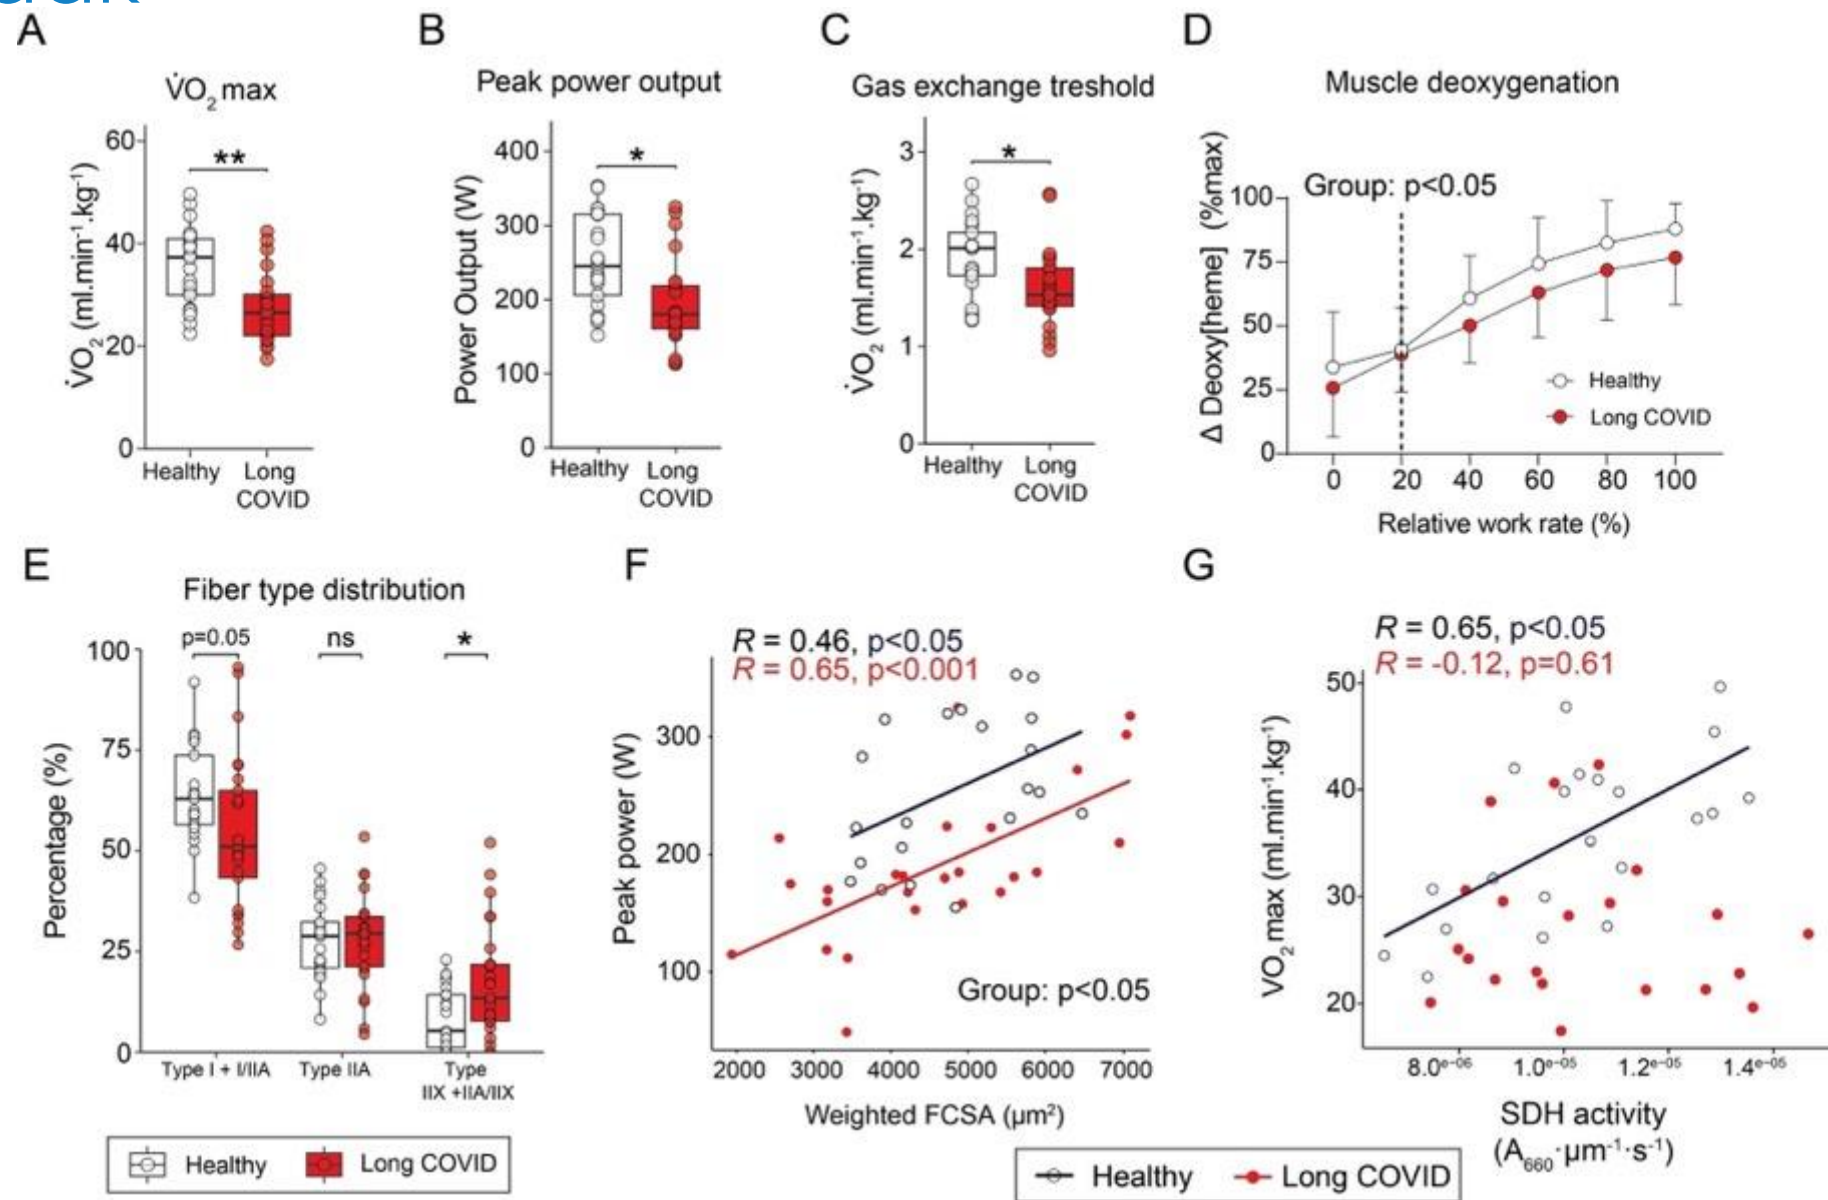 A
V̇O2 max
V̇O2 (ml.min-1.kg-1)
60
40
20
0
**
Healthy
Long
COVID
B
Peak power output
Power Output (W)
400
300
200
100
0
*
Healthy
Long
COVID
C
Gas exchange treshold
V̇O2 (ml.min-1.kg-1)
3
2
1
0
*
Healthy
Long
COVID
D
Muscle deoxygenation
Δ Deoxy[heme] (%max)
Group: p<0.05
100
75
50
25
0
Healthy
Long COVID
0 20 40 60 80 100
Relative work rate (%)
E
Fiber type distribution
Percentage (%)
p=0.05 ns *
100
75
50
25
0
Type I + I/IIA
Type IIA
Type
IIX +IIA/IIX
Healthy Long COVID
F
R = 0.46, p<0.05
R = 0.65, p<0.001
Peak power (W)
300
200
100
Group: p<0.05
2000 3000 4000 5000 6000 7000
Weighted FCSA (µm2)
G
R = 0.65, p<0.05
R = -0.12, p=0.61
VO2 max (ml.min-1.kg-1)
50
40
30
20
8.0e-06 1.0e-05 1.2e-05 1.4e-05
SDH activity
(A660·µm-1·s-1)
Healthy Long COVID